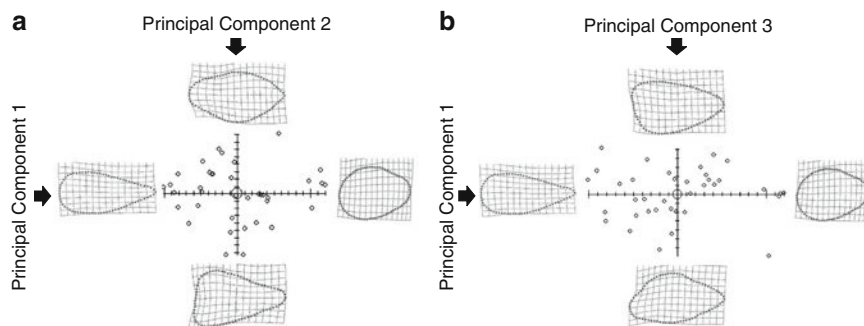 a
Principal Component 2
Principal Component 1
b
Principal Component 3
Principal Component 1